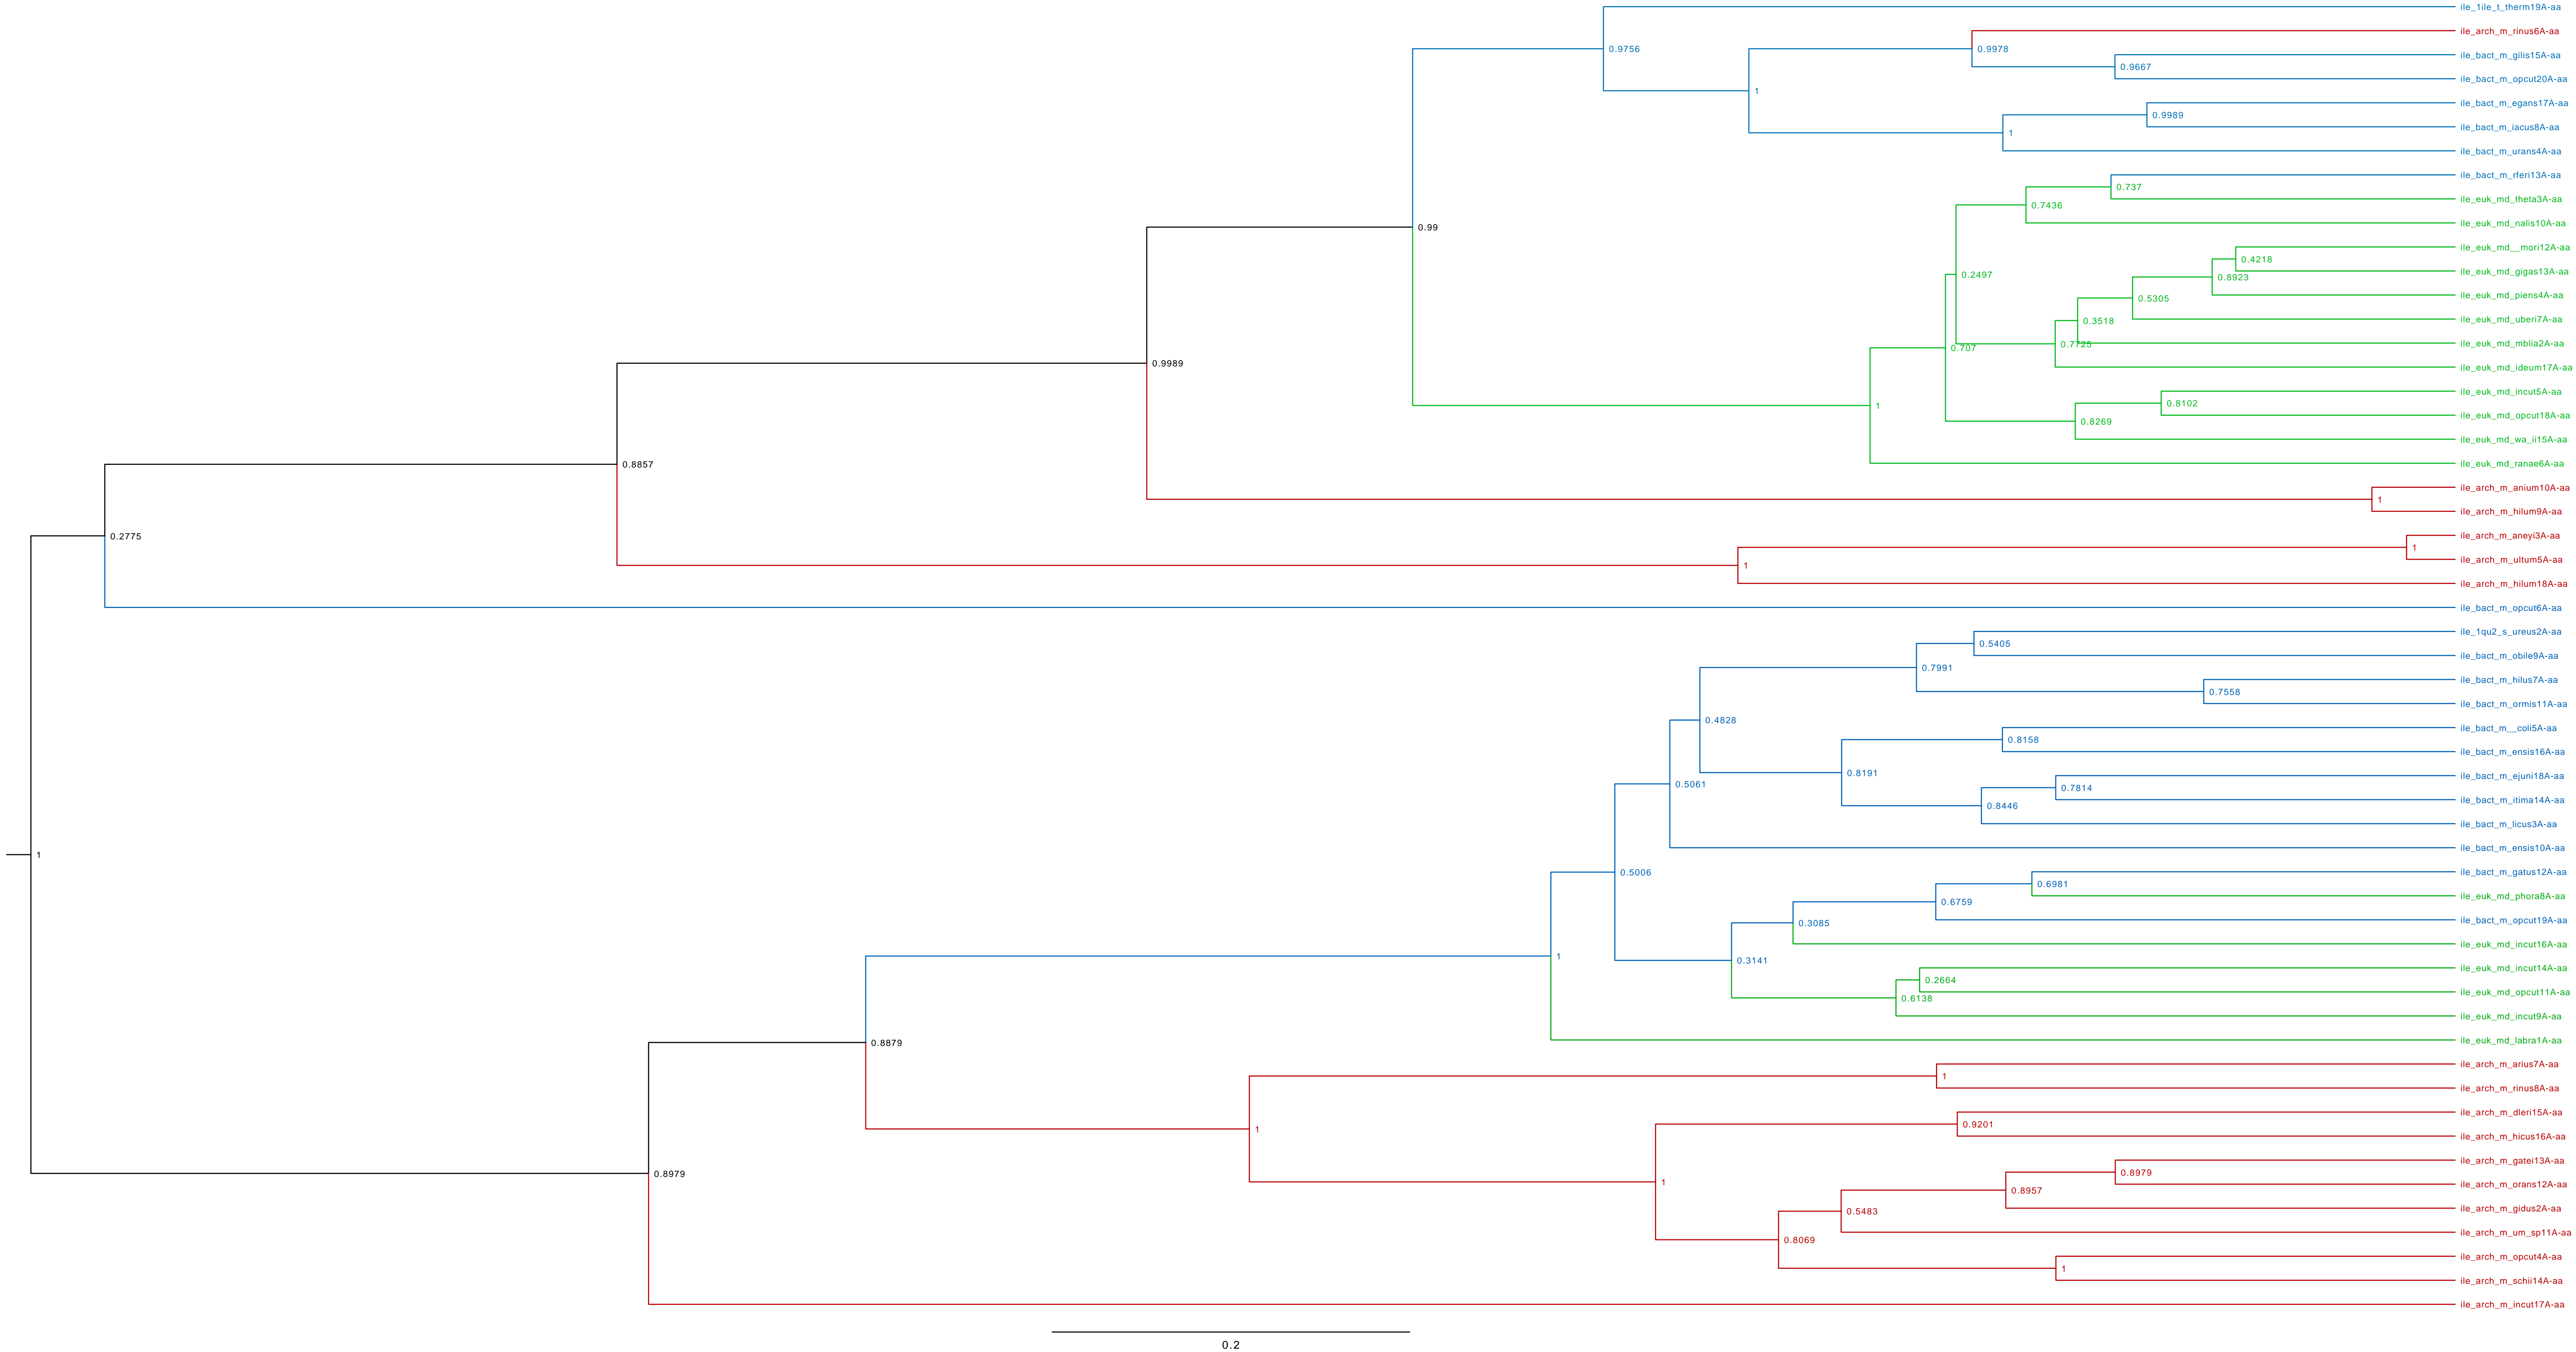 ile_1ile_t_therm19A-aa
0.9756
ile_arch_m_rinus6A-aa
0.9978
ile_bact_m_gilis15A-aa
0.9667
ile_bact_m_opcut20A-aa
1
ile_bact_m_egans17A-aa
0.9989
ile_bact_m_iacus8A-aa
1
ile_bact_m_urans4A-aa
ile_bact_m_rferi13A-aa
0.737
ile_euk_md_theta3A-aa
0.7436
ile_euk_md_nalis10A-aa
0.99
ile_euk_md__mori12A-aa
0.4218
ile_euk_md_gigas13A-aa
0.2497
0.8923
ile_euk_md_piens4A-aa
0.5305
ile_euk_md_uberi7A-aa
0.3518
ile_euk_md_mblia2A-aa
0.7725
0.707
0.9989
ile_euk_md_ideum17A-aa
ile_euk_md_incut5A-aa
0.8102
1
ile_euk_md_opcut18A-aa
0.8269
ile_euk_md_wa_ii15A-aa
0.8857
ile_euk_md_ranae6A-aa
ile_arch_m_anium10A-aa
1
ile_arch_m_hilum9A-aa
0.2775
ile_arch_m_aneyi3A-aa
1
ile_arch_m_ultum5A-aa
1
ile_arch_m_hilum18A-aa
ile_bact_m_opcut6A-aa
ile_1qu2_s_ureus2A-aa
0.5405
ile_bact_m_obile9A-aa
0.7991
ile_bact_m_hilus7A-aa
0.7558
ile_bact_m_ormis11A-aa
0.4828
ile_bact_m__coli5A-aa
0.8158
ile_bact_m_ensis16A-aa
0.8191
ile_bact_m_ejuni18A-aa
0.5061
0.7814
ile_bact_m_itima14A-aa
0.8446
ile_bact_m_licus3A-aa
ile_bact_m_ensis10A-aa
1
0.5006
ile_bact_m_gatus12A-aa
0.6981
ile_euk_md_phora8A-aa
0.6759
ile_bact_m_opcut19A-aa
0.3085
ile_euk_md_incut16A-aa
1
0.3141
ile_euk_md_incut14A-aa
0.2664
ile_euk_md_opcut11A-aa
0.6138
ile_euk_md_incut9A-aa
ile_euk_md_labra1A-aa
0.8879
ile_arch_m_arius7A-aa
1
ile_arch_m_rinus8A-aa
ile_arch_m_dleri15A-aa
0.9201
1
ile_arch_m_hicus16A-aa
ile_arch_m_gatei13A-aa
0.8979
0.8979
1
ile_arch_m_orans12A-aa
0.8957
ile_arch_m_gidus2A-aa
0.5483
ile_arch_m_um_sp11A-aa
0.8069
ile_arch_m_opcut4A-aa
1
ile_arch_m_schii14A-aa
ile_arch_m_incut17A-aa
0.2